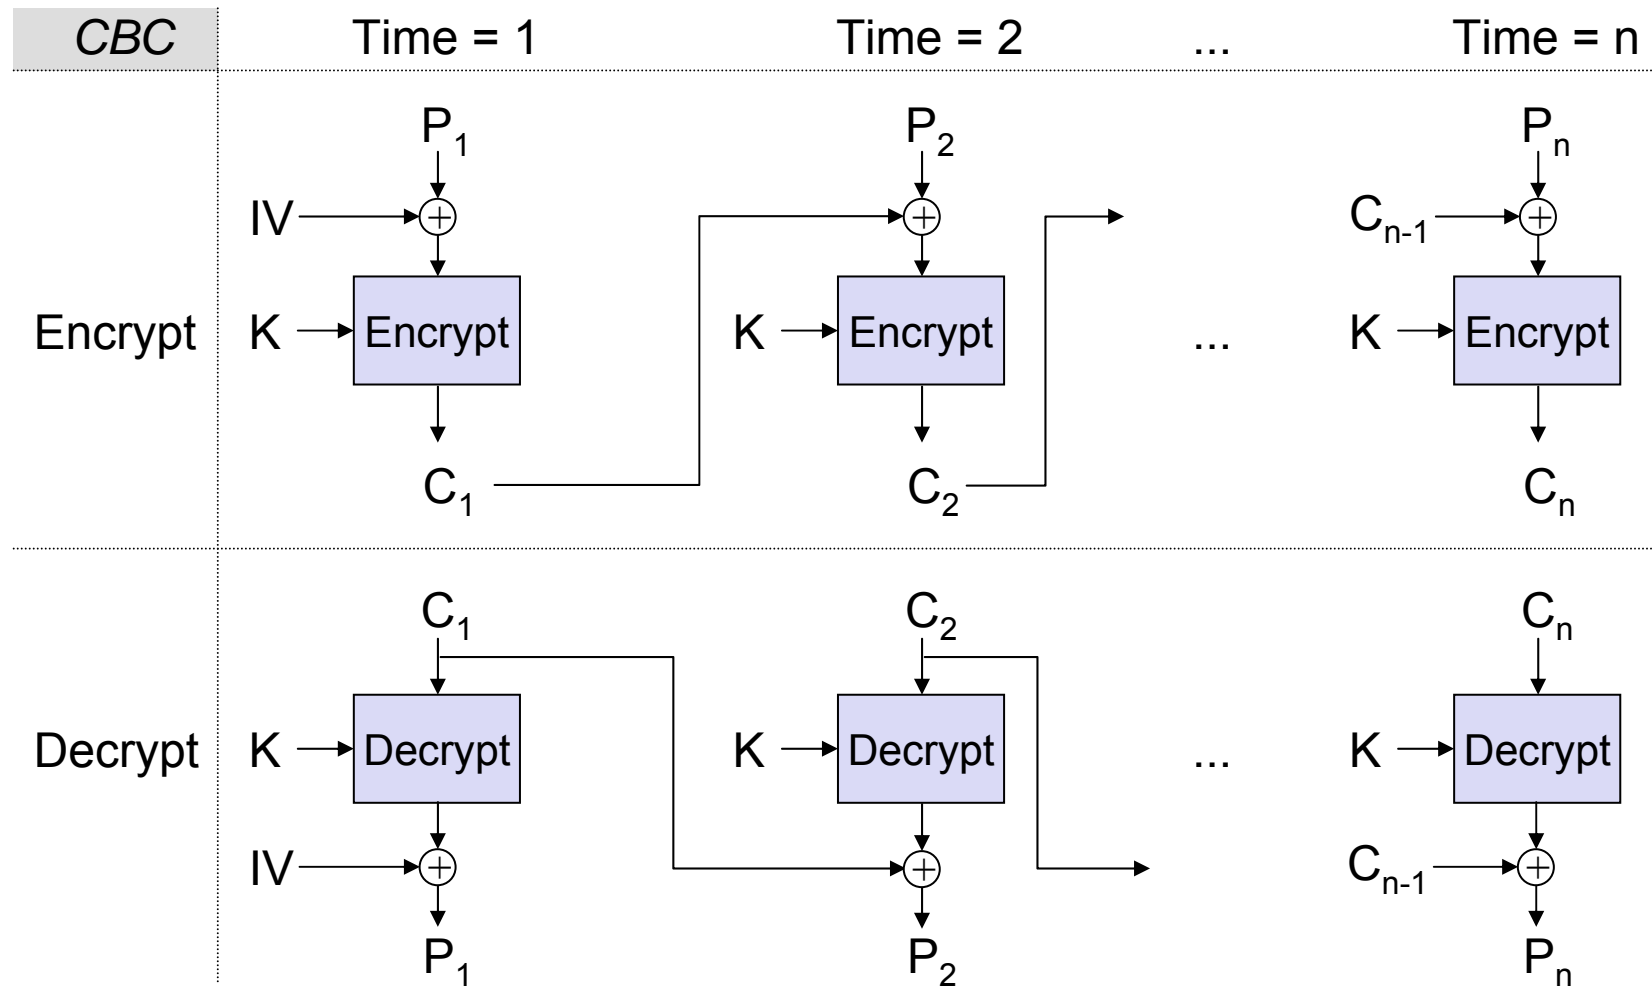 CBC Time = 1 Time = 2 ... Time = n
P1 P2 Pn
IV Cn-1
Encrypt K Encrypt K Encrypt ... K Encrypt
C1 C2 Cn
C1 C2 Cn
Decrypt K Decrypt K Decrypt ... K Decrypt
IV Cn-1
P1 P2 Pn